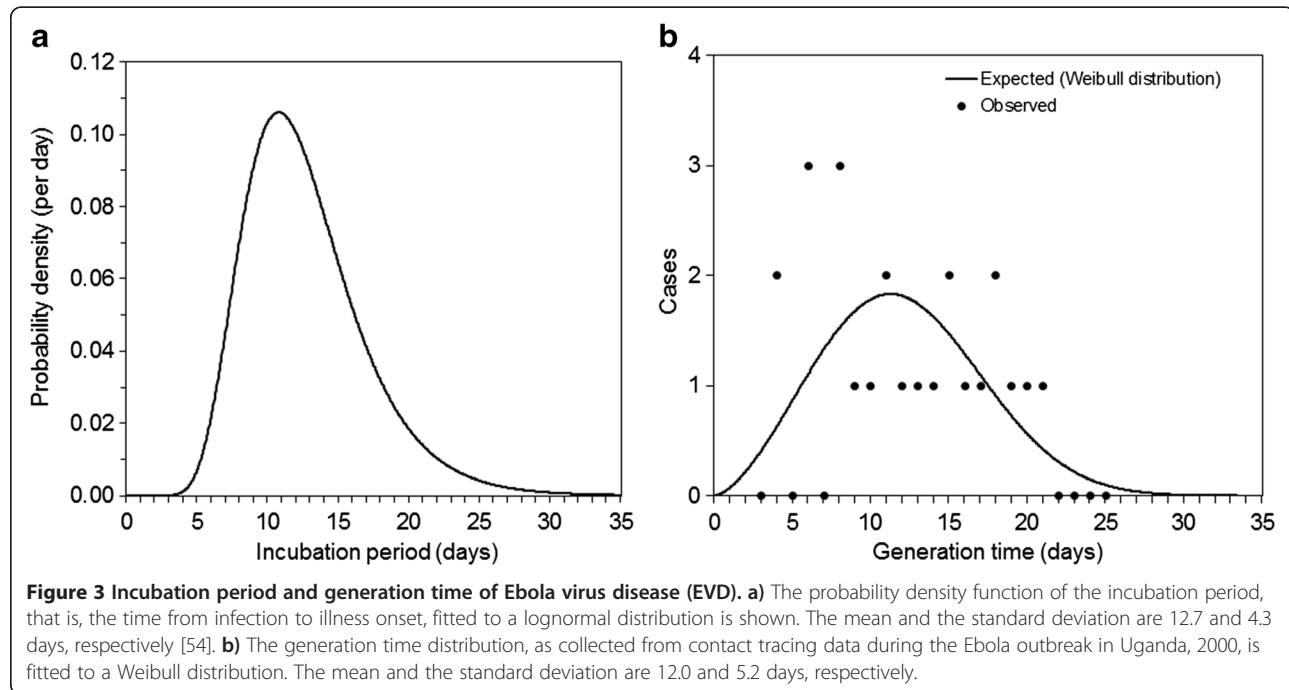 a
0.12
0.10
0.08
0.06
0.04
0.02
0.00
Probability density (per day)
0 5 10 15 20 25 30 35
Incubation period (days)
b
4
3
2
1
0
Cases
Expected (Weibull distribution)
Observed
0 5 10 15 20 25 30 35
Generation time (days)
Figure 3 Incubation period and generation time of Ebola virus disease (EVD). a) The probability density function of the incubation period,
that is, the time from infection to illness onset, fitted to a lognormal distribution is shown. The mean and the standard deviation are 12.7 and 4.3
days, respectively [54]. b) The generation time distribution, as collected from contact tracing data during the Ebola outbreak in Uganda, 2000, is
fitted to a Weibull distribution. The mean and the standard deviation are 12.0 and 5.2 days, respectively.